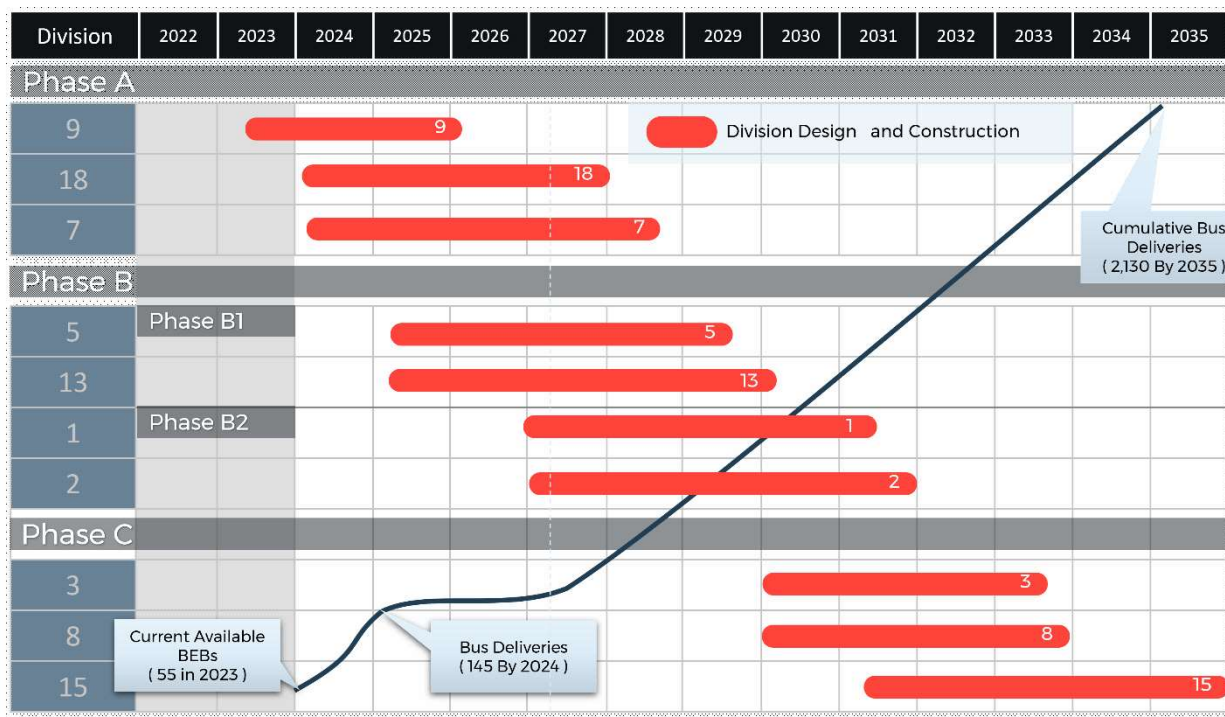 Division 2022 2023 2024 2025 2026 2027 2028 2029 2030 2031 2032 2033 2034 2035
Phase A
9 9
Division Design and Construction
18 18
7 7
Cumulative Bus
Deliveries
( 2,130 By 2035 )
Phase B
5 Phase B1 5
13 13
1 Phase B2 1
2 2
Phase C
3 3
8 8
Current Available
BEBs
( 55 in 2023 )
Bus Deliveries
( 145 By 2024 )
15 15